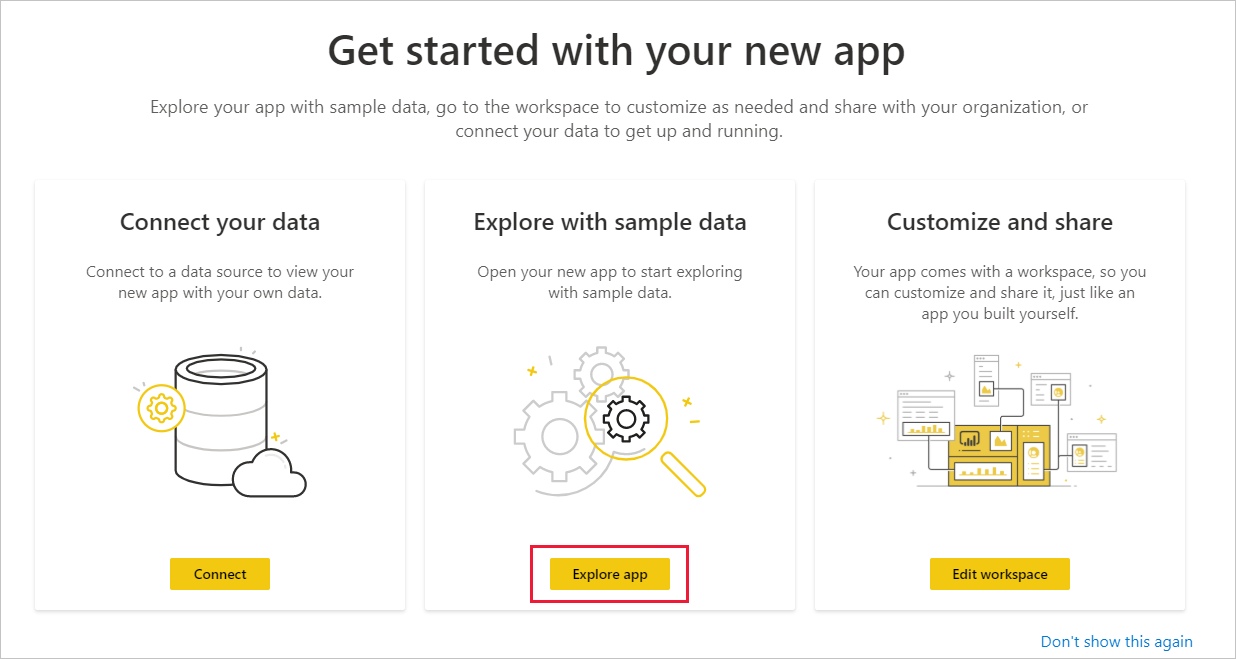 Get started with your new app
Explore your app with sample data, go to the workspace to customize as needed and share with your organization, or
connect your data to get up and running.
Connect your data
Connect to a data source to view your
new app with your own data.
Connect
Explore with sample data
Open your new app to start exploring
with sample data.
Explore app
Customize and share
Your app comes with a workspace, so you
can customize and share it, just like an
app you built yourself.
Edit workspace
Don't show this again